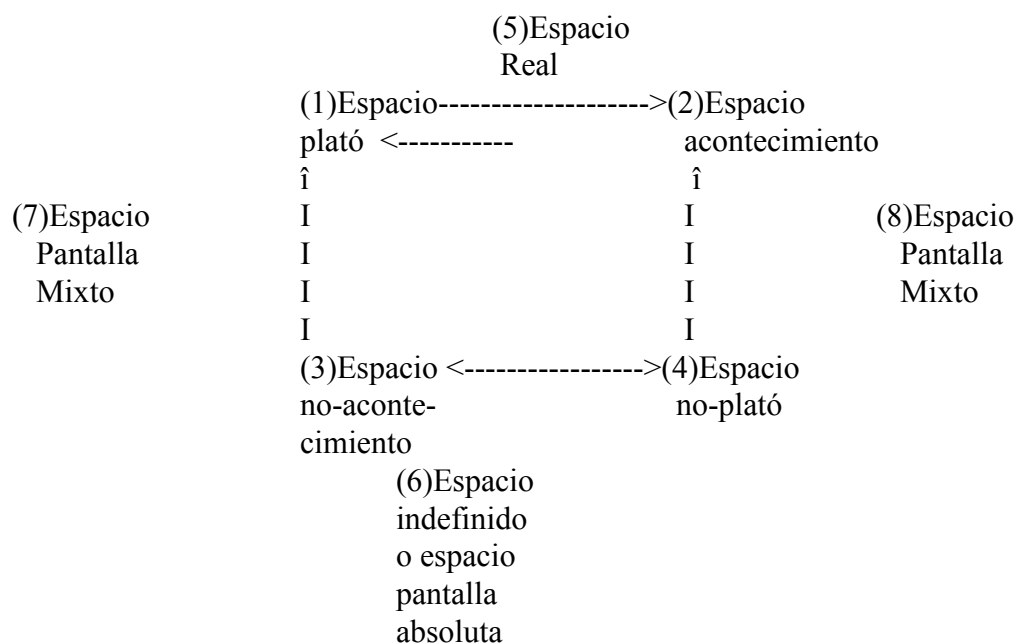 (5)Espacio
Real
(1)Espacio-------------------->(2)Espacio
plató <----------- acontecimiento
î î
(7)Espacio I I (8)Espacio
Pantalla I I Pantalla
Mixto I I Mixto
I I
(3)Espacio <----------------->(4)Espacio
no-aconte- no-plató
cimiento
(6)Espacio
indefinido
o espacio
pantalla
absoluta